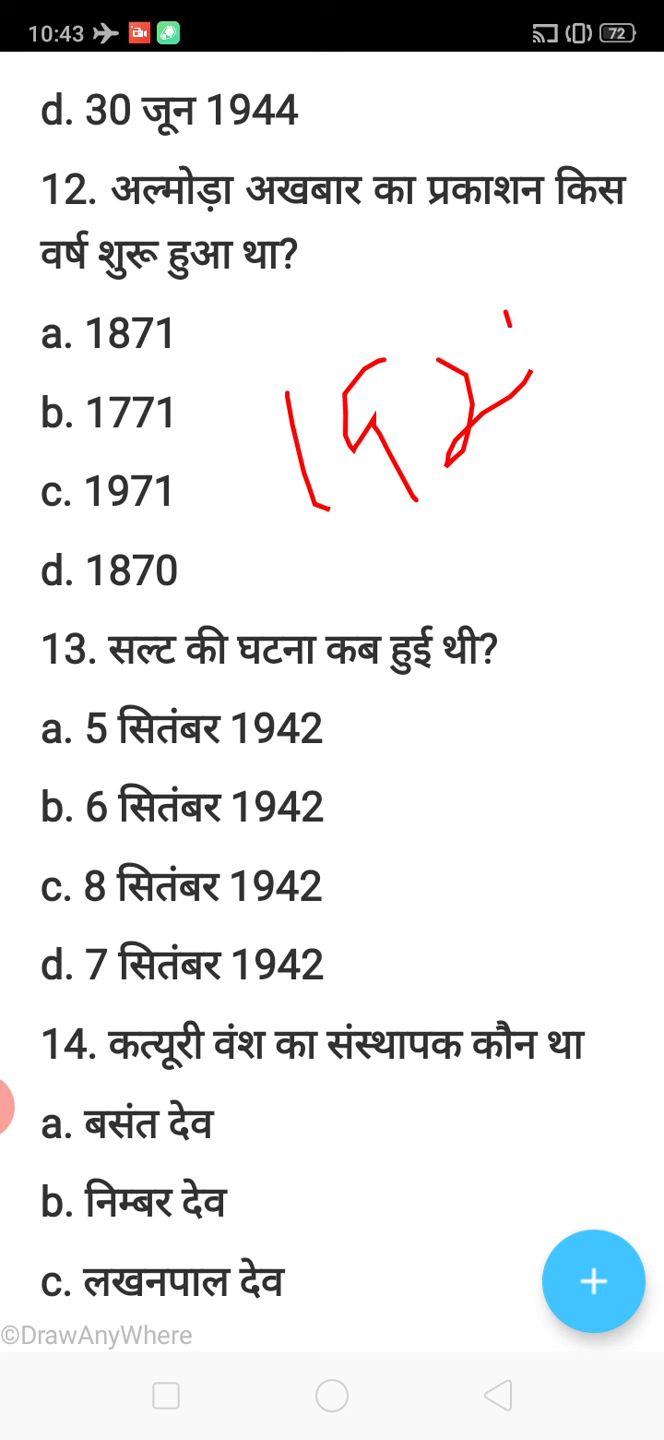 10:43
72
d. 30 जून 1944
12. अल्मोड़ा अखबार का प्रकाशन किस
वर्ष शुरू हुआ था?
a. 1871
b. 1771
c. 1971
d. 1870
13. सल्ट की घटना कब हुई थी?
a. 5 सितंबर 1942
b. 6 सितंबर 1942
c. 8 सितंबर 1942
d. 7 सितंबर 1942
14. कत्यूरी वंश का संस्थापक कौन था
a. बसंत देव
b. निम्बर देव
c. लखनपाल देव
+
©DrawAnyWhere